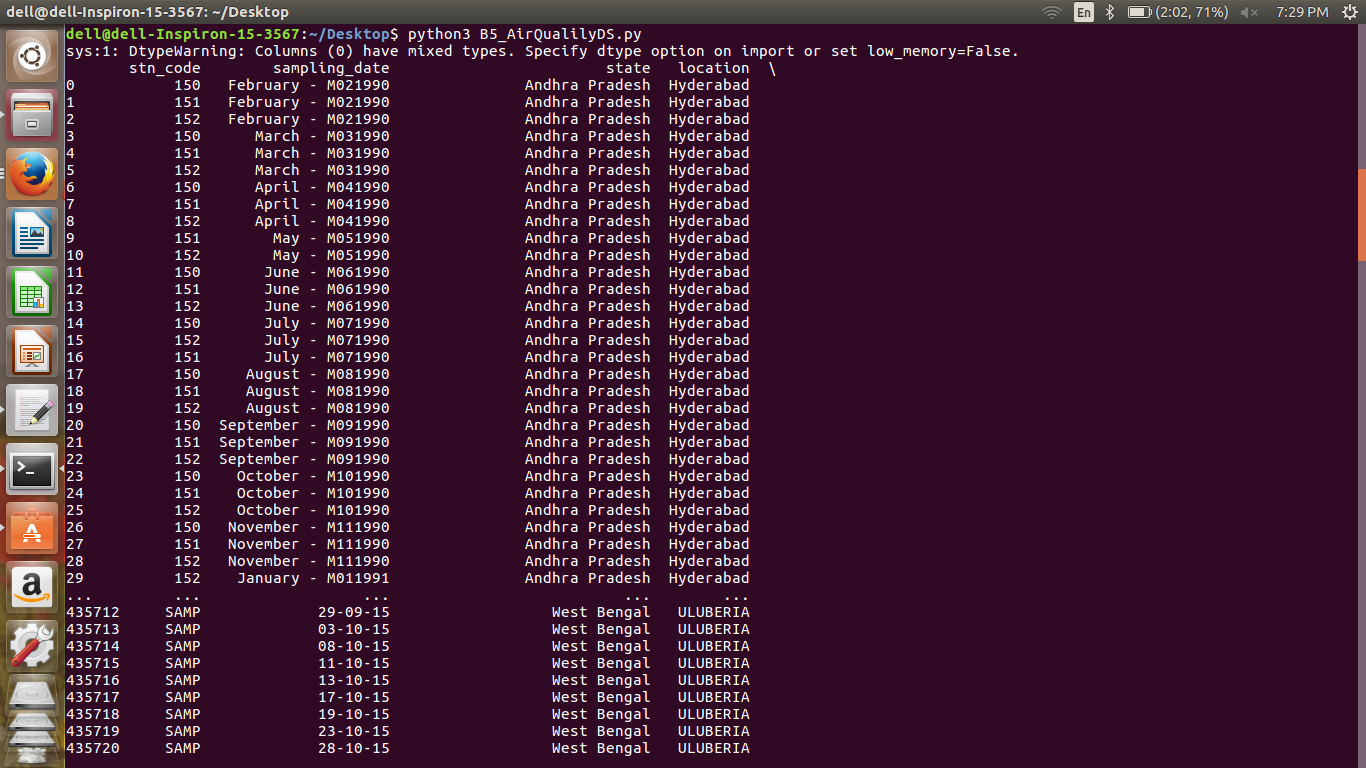 dell@dell-Inspiron-15-3567: ~/Desktop En (2:02, 71%) 7:29 PM
dell@dell-Inspiron-15-3567:~/Desktop$ python3 B5_AirQualilyDS.py
sys:1: DtypeWarning: Columns (0) have mixed types. Specify dtype option on import or set low_memory=False.
stn_code sampling_date state location \
0 150 February - M021990 Andhra Pradesh Hyderabad
1 151 February - M021990 Andhra Pradesh Hyderabad
2 152 February - M021990 Andhra Pradesh Hyderabad
3 150 March - M031990 Andhra Pradesh Hyderabad
4 151 March - M031990 Andhra Pradesh Hyderabad
5 152 March - M031990 Andhra Pradesh Hyderabad
6 150 April - M041990 Andhra Pradesh Hyderabad
7 151 April - M041990 Andhra Pradesh Hyderabad
8 152 April - M041990 Andhra Pradesh Hyderabad
9 151 May - M051990 Andhra Pradesh Hyderabad
10 152 May - M051990 Andhra Pradesh Hyderabad
11 150 June - M061990 Andhra Pradesh Hyderabad
12 151 June - M061990 Andhra Pradesh Hyderabad
13 152 June - M061990 Andhra Pradesh Hyderabad
14 150 July - M071990 Andhra Pradesh Hyderabad
15 152 July - M071990 Andhra Pradesh Hyderabad
16 151 July - M071990 Andhra Pradesh Hyderabad
17 150 August - M081990 Andhra Pradesh Hyderabad
18 151 August - M081990 Andhra Pradesh Hyderabad
19 152 August - M081990 Andhra Pradesh Hyderabad
20 150 September - M091990 Andhra Pradesh Hyderabad
21 151 September - M091990 Andhra Pradesh Hyderabad
22 152 September - M091990 Andhra Pradesh Hyderabad
23 150 October - M101990 Andhra Pradesh Hyderabad
24 151 October - M101990 Andhra Pradesh Hyderabad
25 152 October - M101990 Andhra Pradesh Hyderabad
26 150 November - M111990 Andhra Pradesh Hyderabad
27 151 November - M111990 Andhra Pradesh Hyderabad
28 152 November - M111990 Andhra Pradesh Hyderabad
29 152 January - M011991 Andhra Pradesh Hyderabad
... ... ... ... ...
435712 SAMP 29-09-15 West Bengal ULUBERIA
435713 SAMP 03-10-15 West Bengal ULUBERIA
435714 SAMP 08-10-15 West Bengal ULUBERIA
435715 SAMP 11-10-15 West Bengal ULUBERIA
435716 SAMP 13-10-15 West Bengal ULUBERIA
435717 SAMP 17-10-15 West Bengal ULUBERIA
435718 SAMP 19-10-15 West Bengal ULUBERIA
435719 SAMP 23-10-15 West Bengal ULUBERIA
435720 SAMP 28-10-15 West Bengal ULUBERIA